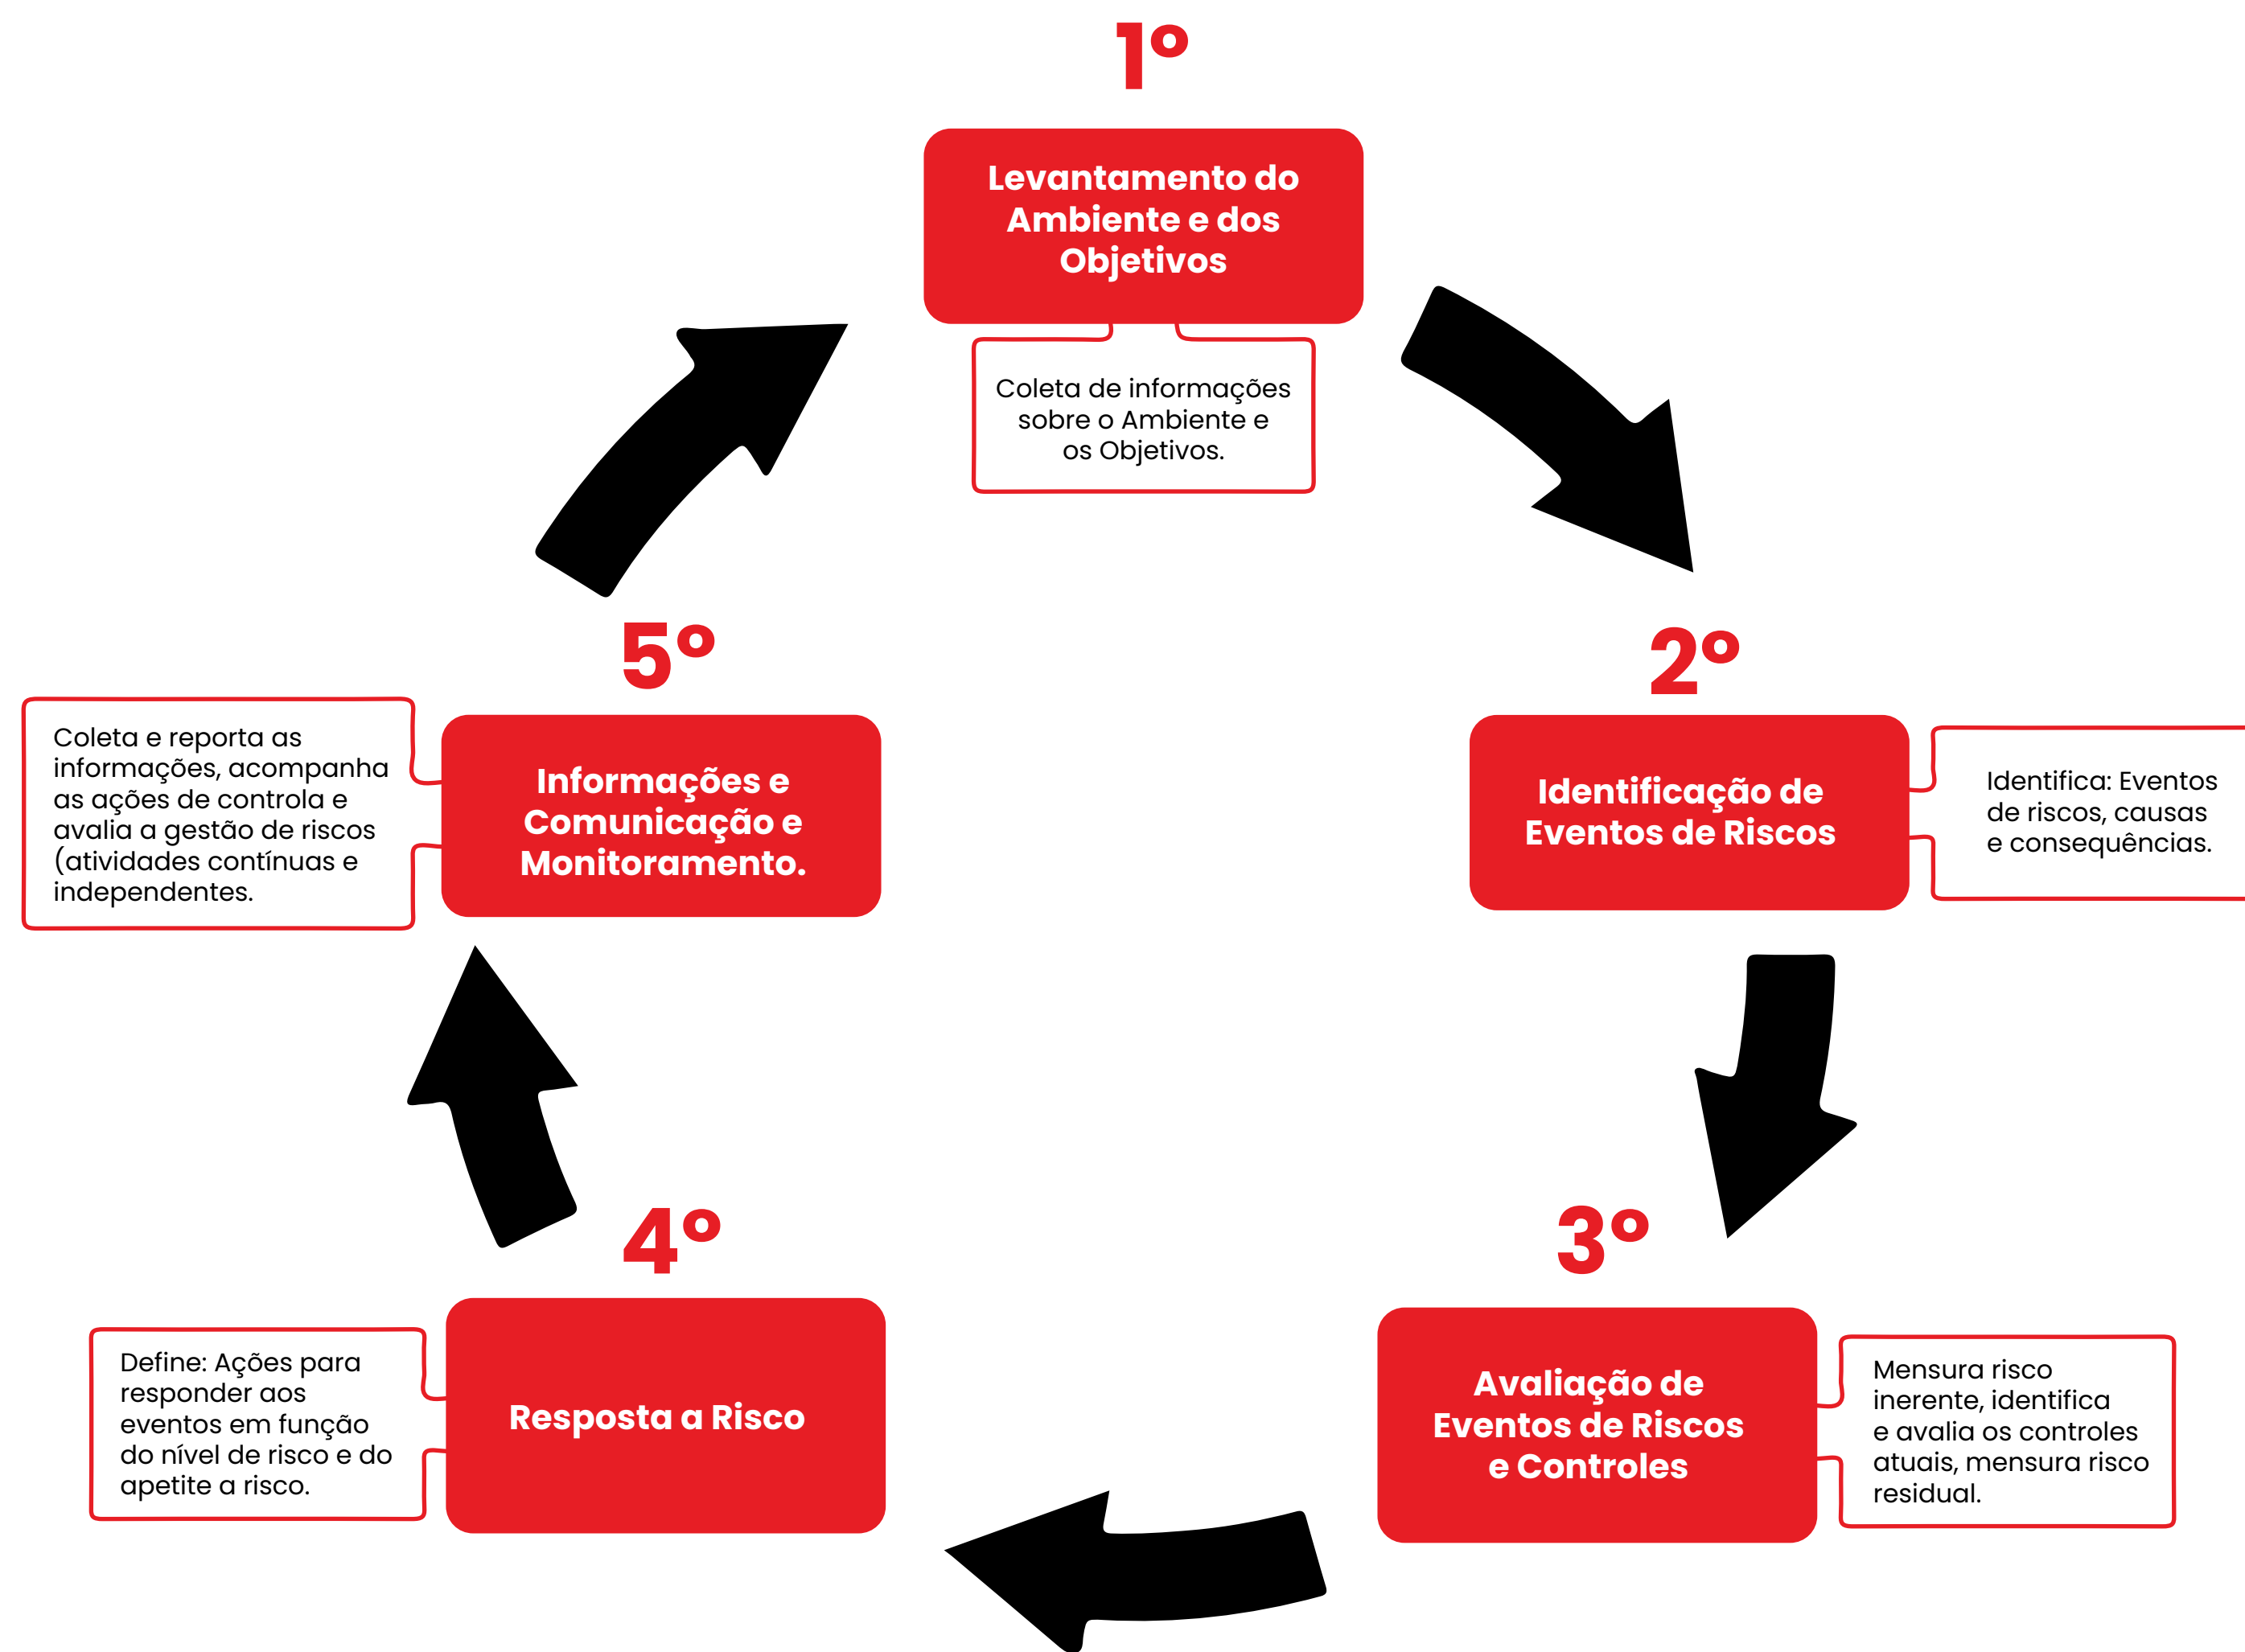 1º
Levantamento do
Ambiente e dos
Objetivos
Coleta de informações
sobre o Ambiente e
os Objetivos.
2º
Identificação de
Eventos de Riscos
Identifica: Eventos
de riscos, causas
e consequências.
3º
Avaliação de
Eventos de Riscos
e Controles
Mensura risco
inerente, identifica
e avalia os controles
atuais, mensura risco
residual.
4º
Resposta a Risco
Define: Ações para
responder aos
eventos em função
do nível de risco e do
apetite a risco.
5º
Informações e
Comunicação e
Monitoramento.
Coleta e reporta as
informações, acompanha
as ações de controla e
avalia a gestão de riscos
(atividades contínuas e
independentes.